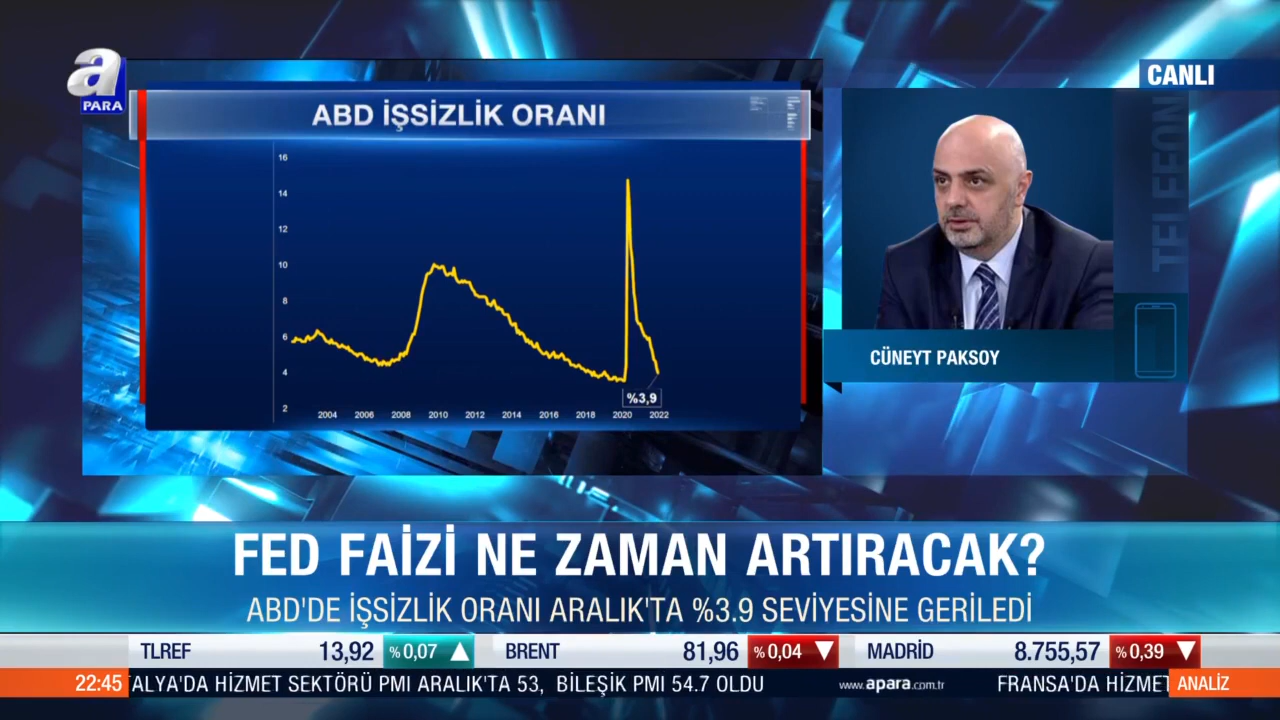 a
PARA
ABD İŞSİZLİK ORANI
CANLI
TELEFON
16
14
12
10
8
6
4
2
%3,9
2004 2006 2008 2010 2012 2014 2016 2018 2020 2022
CÜNEYT PAKSOY
FED FAİZİ NE ZAMAN ARTIRACAK?
ABD'DE İŞSİZLİK ORANI ARALIK'TA %3.9 SEVİYESİNE GERİLEDİ
TLREF 13,92 %0,07 BRENT 81,96 %0,04 MADRİD 8.755,57 %0,39
22:45 TALYA'DA HİZMET SEKTÖRÜ PMI ARALIK'TA 53, BİLEŞİK PMI 54.7 OLDU www.apara.com.tr FRANSA'DA HİZMET ANALİZ